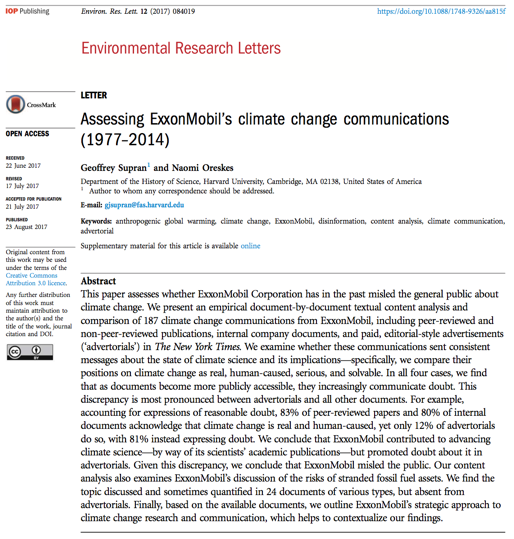 IOP Publishing
Environ. Res. Lett. 12 (2017) 084019
https://doi.org/10.1088/1748-9326/aa815f
Environmental Research Letters
CrossMark
OPEN ACCESS
RECEIVED
22 June 2017
REVISED
17 July 2017
ACCEPTED FOR PUBLICATION
21 July 2017
PUBLISHED
23 August 2017
Original content from
this work may be used
under the terms of the
Creative Commons
Attribution 3.0 licence.
Any further distribution
of this work must
maintain attribution to
the author(s) and the
title of the work, journal
citation and DOI.
LETTER
Assessing ExxonMobil's climate change communications
(1977–2014)
Geoffrey Supran1 and Naomi Oreskes
Department of the History of Science, Harvard University, Cambridge, MA 02138, United States of America
1 Author to whom any correspondence should be addressed.
E-mail: gjsupran@fas.harvard.edu
Keywords: anthropogenic global warming, climate change, ExxonMobil, disinformation, content analysis, climate communication,
advertorial
Supplementary material for this article is available online
Abstract
This paper assesses whether ExxonMobil Corporation has in the past misled the general public about
climate change. We present an empirical document-by-document textual content analysis and
comparison of 187 climate change communications from ExxonMobil, including peer-reviewed and
non-peer-reviewed publications, internal company documents, and paid, editorial-style advertisements
('advertorials') in The New York Times. We examine whether these communications sent consistent
messages about the state of climate science and its implications—specifically, we compare their
positions on climate change as real, human-caused, serious, and solvable. In all four cases, we find
that as documents become more publicly accessible, they increasingly communicate doubt. This
discrepancy is most pronounced between advertorials and all other documents. For example,
accounting for expressions of reasonable doubt, 83% of peer-reviewed papers and 80% of internal
documents acknowledge that climate change is real and human-caused, yet only 12% of advertorials
do so, with 81% instead expressing doubt. We conclude that ExxonMobil contributed to advancing
climate science—by way of its scientists' academic publications—but promoted doubt about it in
advertorials. Given this discrepancy, we conclude that ExxonMobil misled the public. Our content
analysis also examines ExxonMobil's discussion of the risks of stranded fossil fuel assets. We find the
topic discussed and sometimes quantified in 24 documents of various types, but absent from
advertorials. Finally, based on the available documents, we outline ExxonMobil's strategic approach to
climate change research and communication, which helps to contextualize our findings.